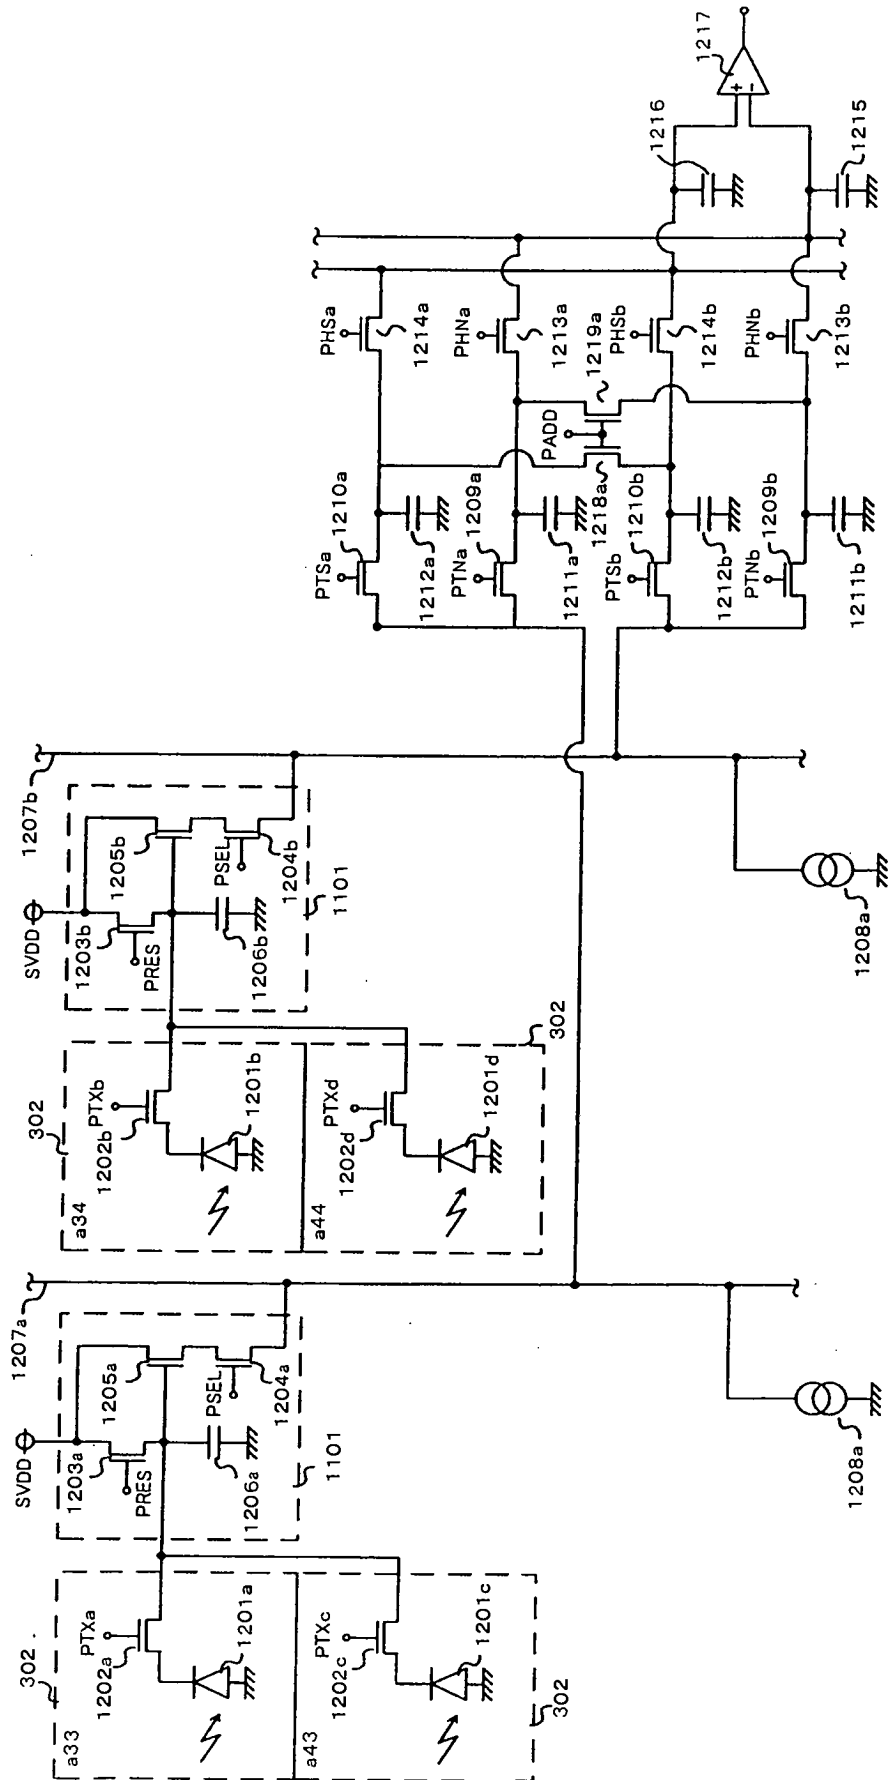 1217
1216
1215
PHSa
1214a
PHNa
1213a
1219a
PHSb
1214b
PHNb
1213b
PADD
1218a
PTSa
1210a
1212a
PTNa
1209a
1211a
PTSb
1210b
1212b
PTNb
1209b
1211b
1207b
SVDD
1203b
PRES
1205b
PSEL
1204b
1206b
1101
1208a
302
PTXb
1202b
1201b
a34
302
PTXd
1202d
1201d
a44
1207a
SVDD
1203a
PRES
1205a
PSEL
1204a
1206a
1101
1208a
302
PTXa
1202a
1201a
a33
PTXc
1202c
1201c
a43
302
+
−